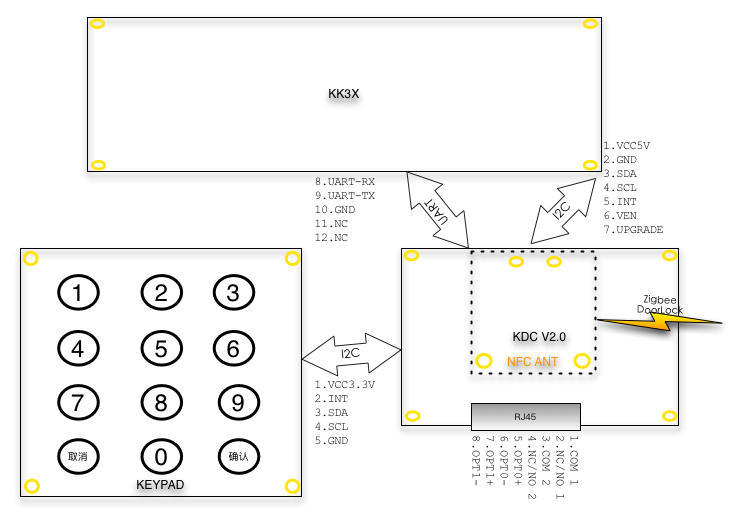 KK3X
1.VCC5V
2.GND
3.SDA
4.SCL
5.INT
6.VEN
7.UPGRADE
8.UART-RX
9.UART-TX
10.GND
11.NC
12.NC
UART
I2C
1
2
3
4
5
6
7
8
9
取消
0
确认
KEYPAD
I2C
1.VCC3.3V
2.INT
3.SDA
4.SCL
5.GND
KDC V2.0
NFC ANT
Zigbee
DoorLock
RJ45
1.COM 1
2.NC/NO 1
3.COM 2
4.NC/NO 2
5.OPT0+
6.OPT0-
7.OPT1+
8.OPT1-